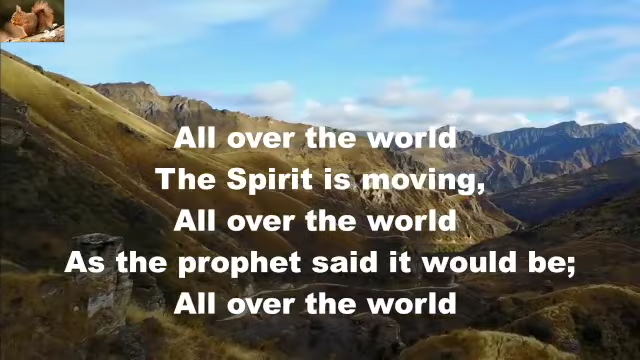 All over the world
The Spirit is moving,
All over the world
As the prophet said it would be;
All over the world